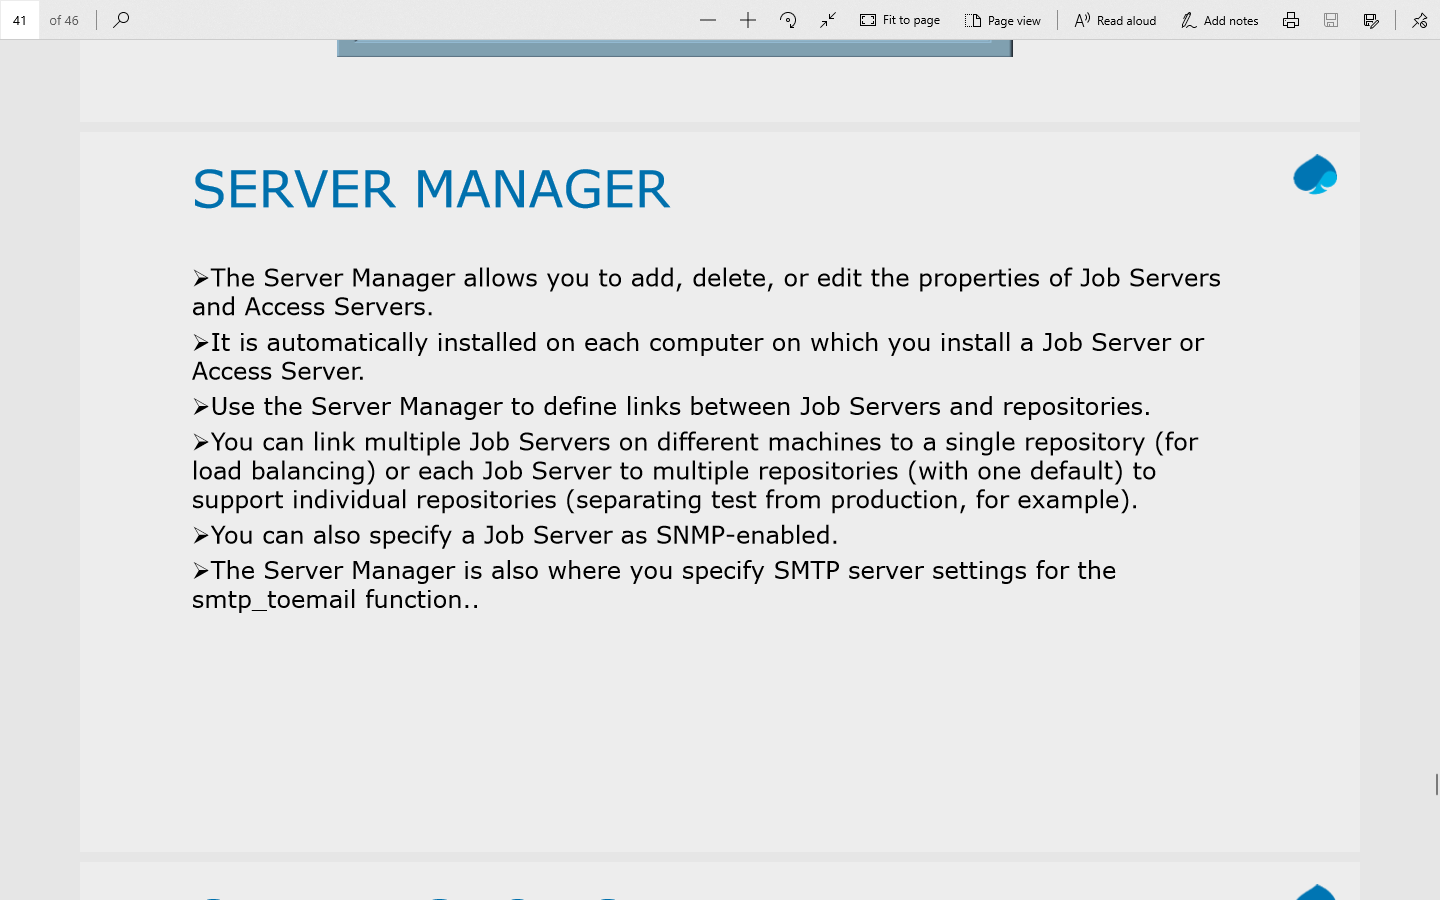 41 of 46
Fit to page
Page view
Read aloud
Add notes
SERVER MANAGER
➢The Server Manager allows you to add, delete, or edit the properties of Job Servers
and Access Servers.
➢It is automatically installed on each computer on which you install a Job Server or
Access Server.
➢Use the Server Manager to define links between Job Servers and repositories.
➢You can link multiple Job Servers on different machines to a single repository (for
load balancing) or each Job Server to multiple repositories (with one default) to
support individual repositories (separating test from production, for example).
➢You can also specify a Job Server as SNMP-enabled.
➢The Server Manager is also where you specify SMTP server settings for the
smtp_toemail function..